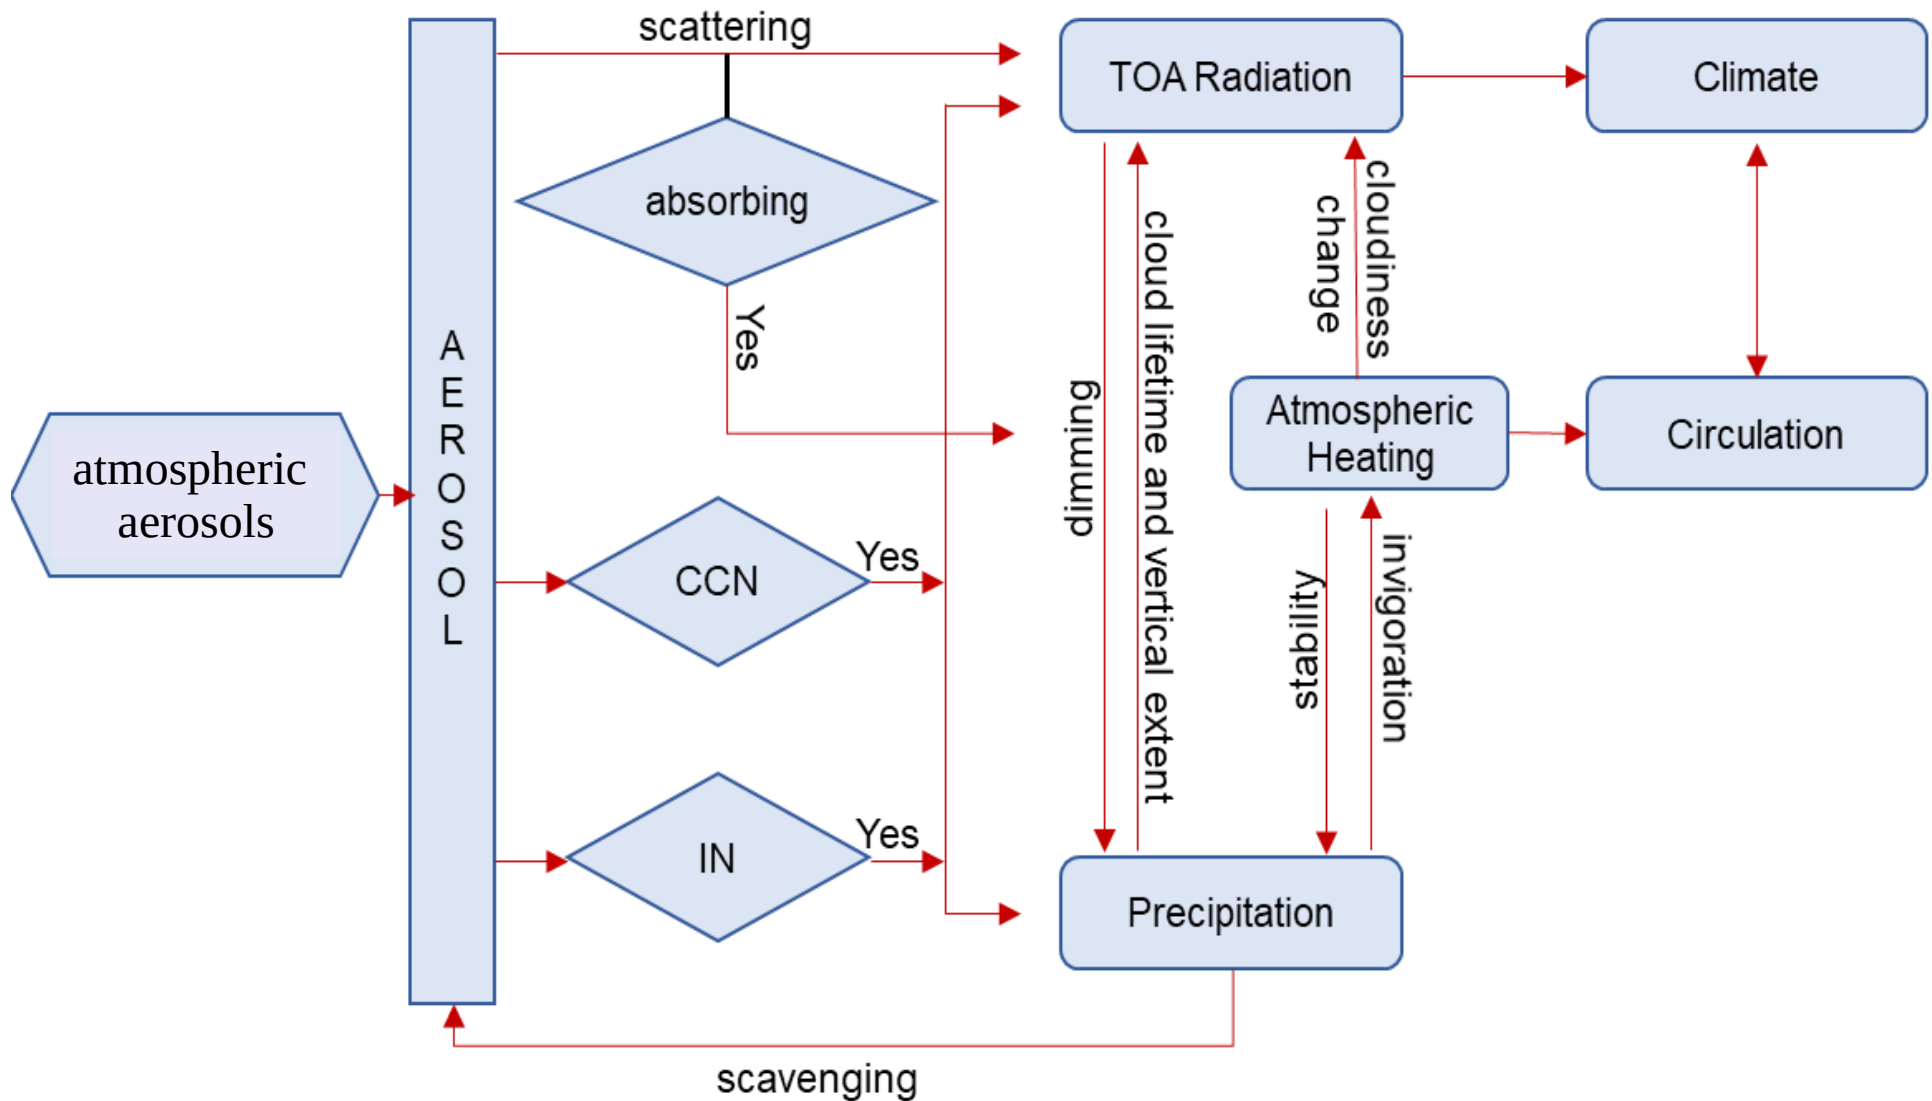 scattering
TOA Radiation
Climate
absorbing
cloudiness
change
Yes
cloud lifetime and vertical extent
dimming
A
E
R
O
S
O
L
atmospheric
aerosols
Atmospheric
Heating
Circulation
CCN
Yes
stability
invigoration
IN
Yes
Precipitation
scavenging